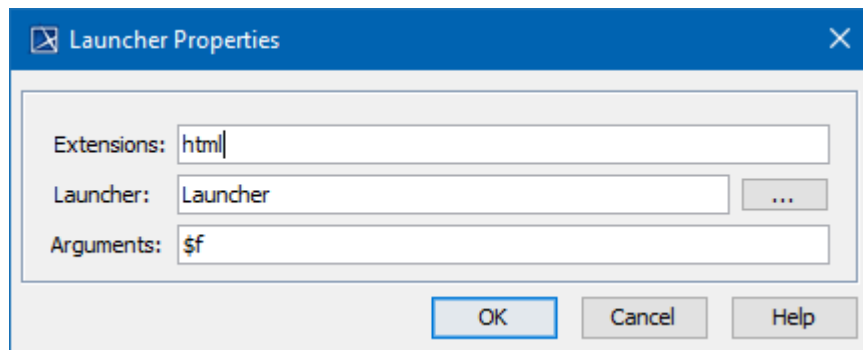 Launcher Properties
Extensions: html
Launcher: Launcher ...
Arguments: $f
OK Cancel Help